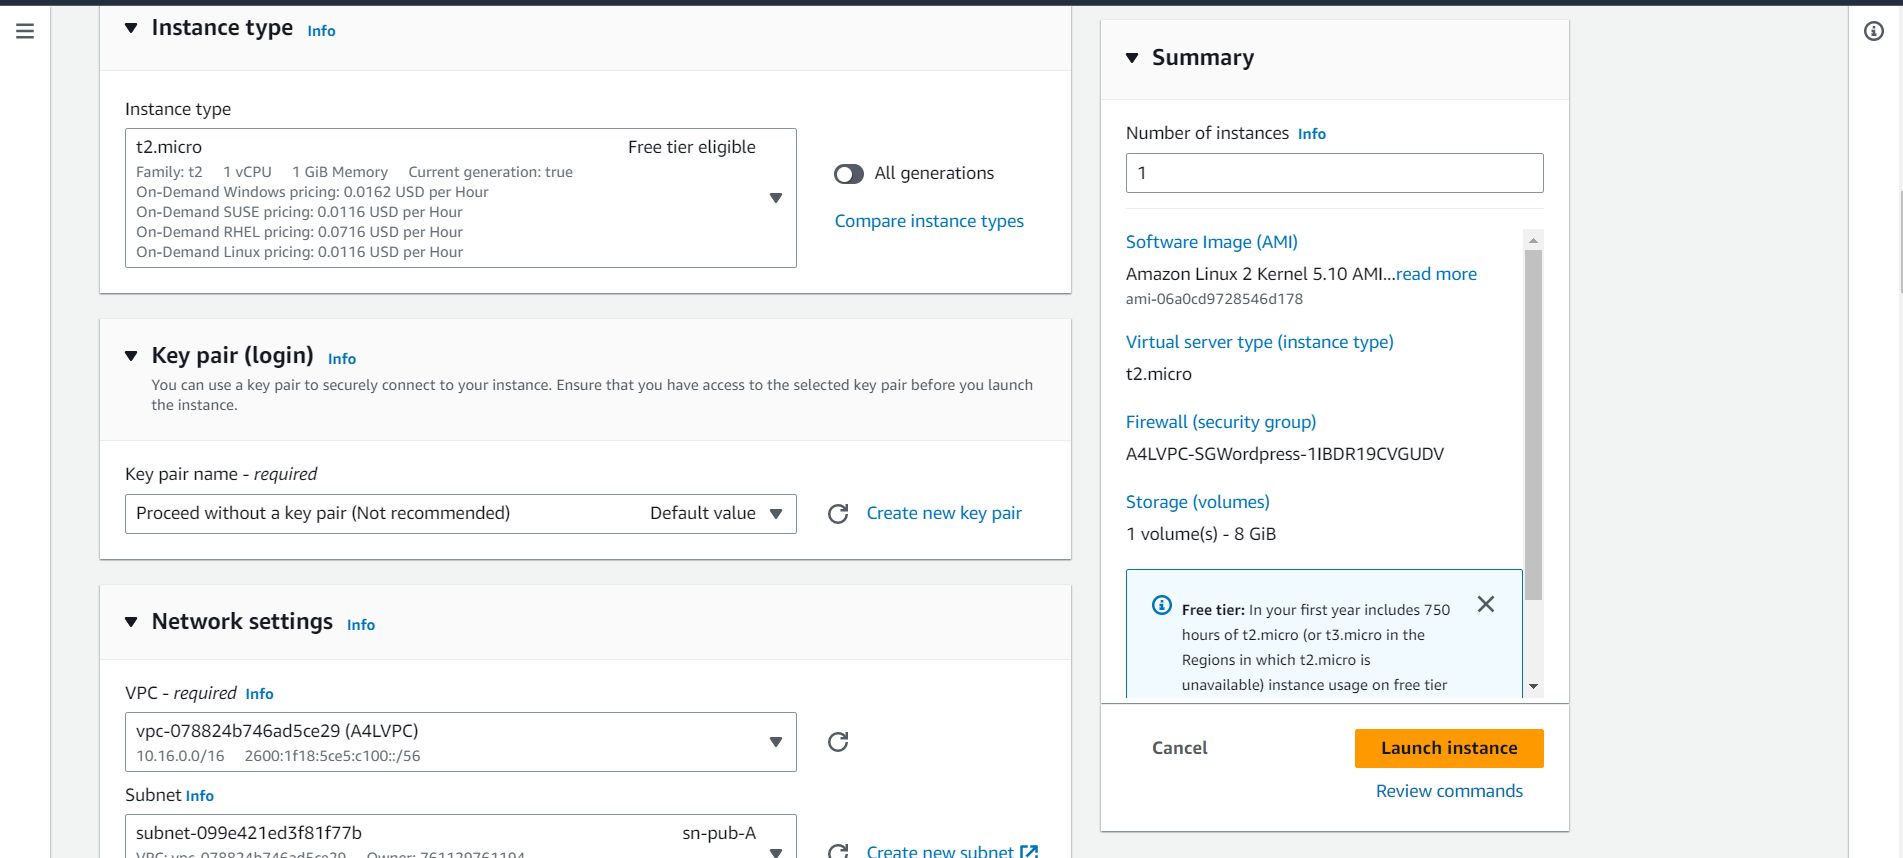 Instance type Info
Instance type
t2.micro Free tier eligible
Family: t2 1 vCPU 1 GiB Memory Current generation: true
On-Demand Windows pricing: 0.0162 USD per Hour
On-Demand SUSE pricing: 0.0116 USD per Hour
On-Demand RHEL pricing: 0.0716 USD per Hour
On-Demand Linux pricing: 0.0116 USD per Hour
All generations
Compare instance types
Key pair (login) Info
You can use a key pair to securely connect to your instance. Ensure that you have access to the selected key pair before you launch
the instance.
Key pair name - required
Proceed without a key pair (Not recommended) Default value
Create new key pair
Network settings Info
VPC - required Info
vpc-078824b746ad5ce29 (A4LVPC)
10.16.0.0/16 2600:1f18:5ce5:c100::/56
Subnet Info
subnet-099e421ed3f81f77b sn-pub-A
VPC: vpc-078824b746ad5ce29 Owner: 761129761194
Create new subnet
Summary
Number of instances Info
1
Software Image (AMI)
Amazon Linux 2 Kernel 5.10 AMI...read more
ami-06a0cd9728546d178
Virtual server type (instance type)
t2.micro
Firewall (security group)
A4LVPC-SGWordpress-1IBDR19CVGUDV
Storage (volumes)
1 volume(s) - 8 GiB
Free tier: In your first year includes 750
hours of t2.micro (or t3.micro in the
Regions in which t2.micro is
unavailable) instance usage on free tier
Cancel
Launch instance
Review commands